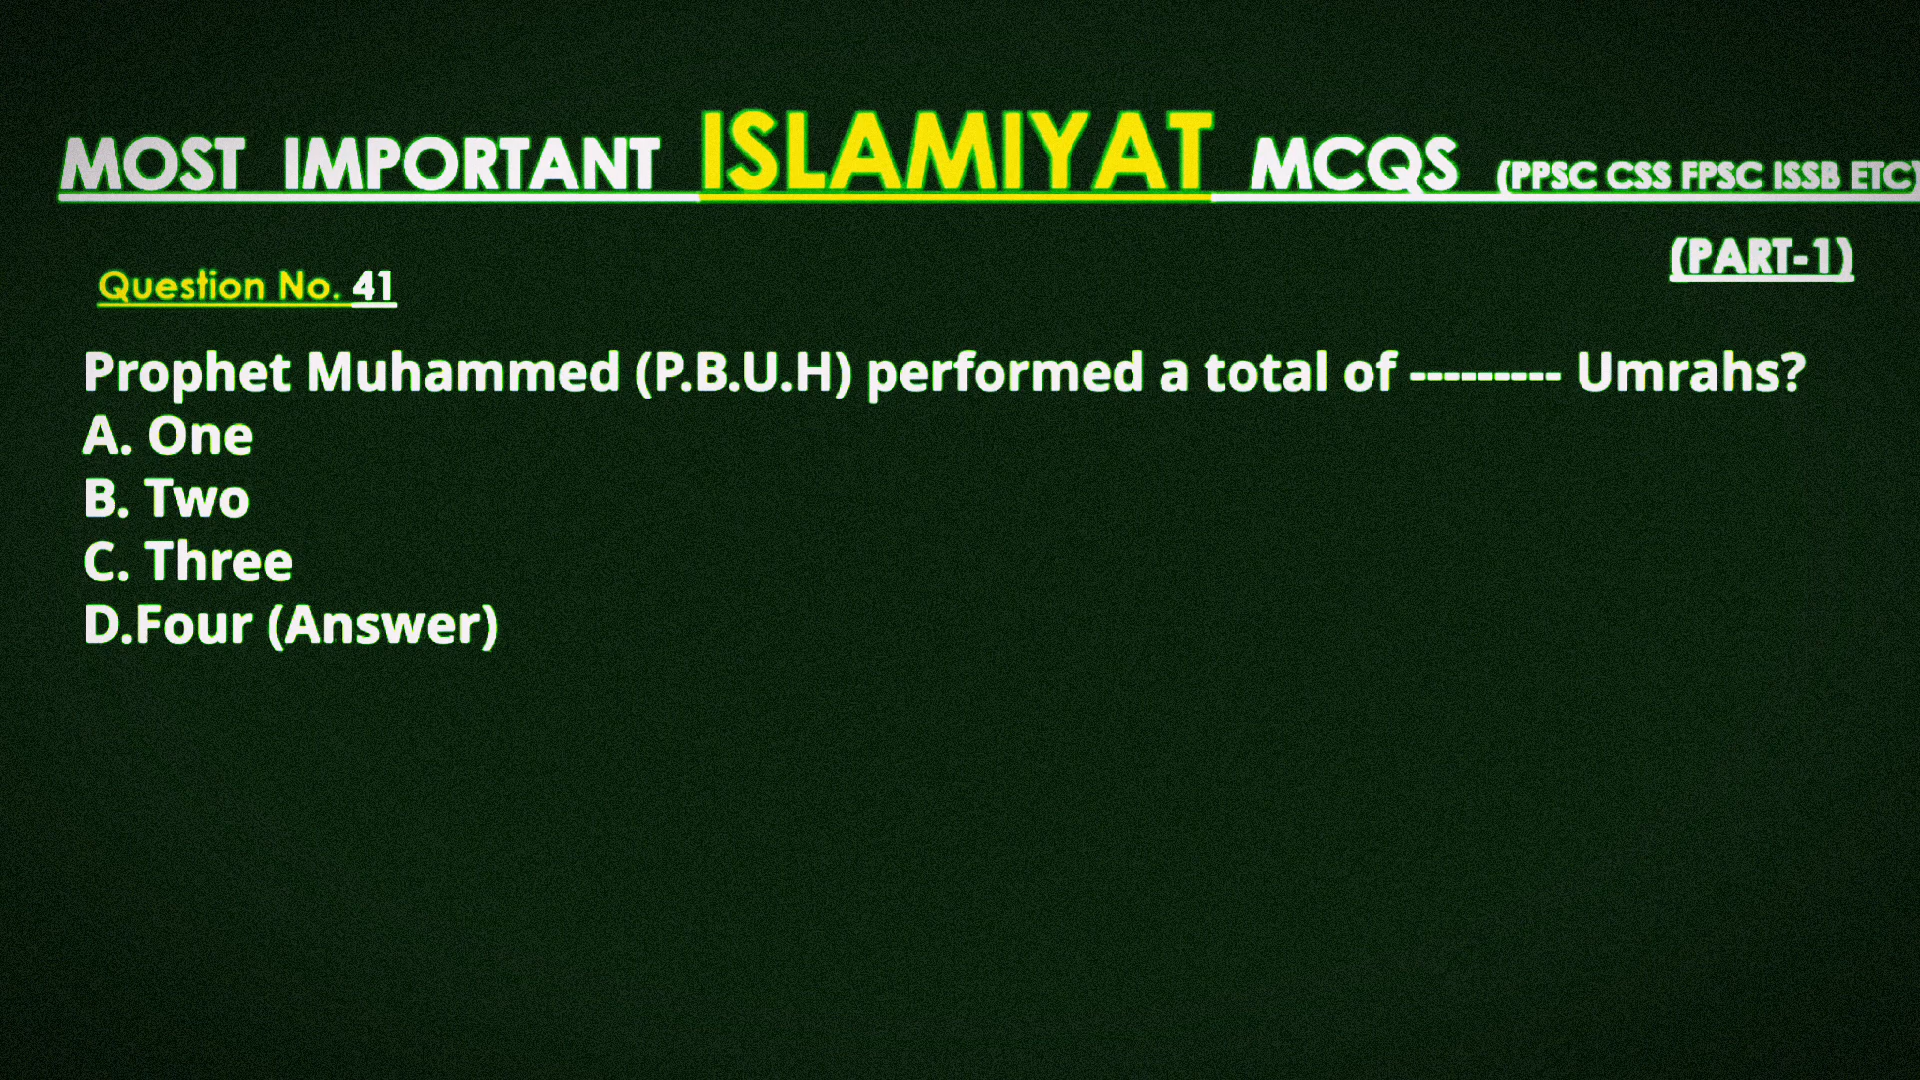 MOST IMPORTANT ISLAMIYAT MCQS (PPSC CSS FPSC ISSB ETC)
(PART-1)
Question No. 41
Prophet Muhammed (P.B.U.H) performed a total of --------- Umrahs?
A. One
B. Two
C. Three
D.Four (Answer)